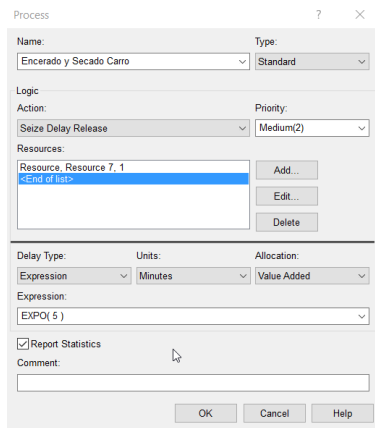 Process ? ×
Name: Type:
Encerado y Secado Carro Standard
Logic
Action: Priority:
Seize Delay Release Medium(2)
Resources:
Resource, Resource 7, 1
<End of list>
Add...
Edit...
Delete
Delay Type: Units: Allocation:
Expression Minutes Value Added
Expression:
EXPO( 5 )
Report Statistics
Comment:
OK Cancel Help